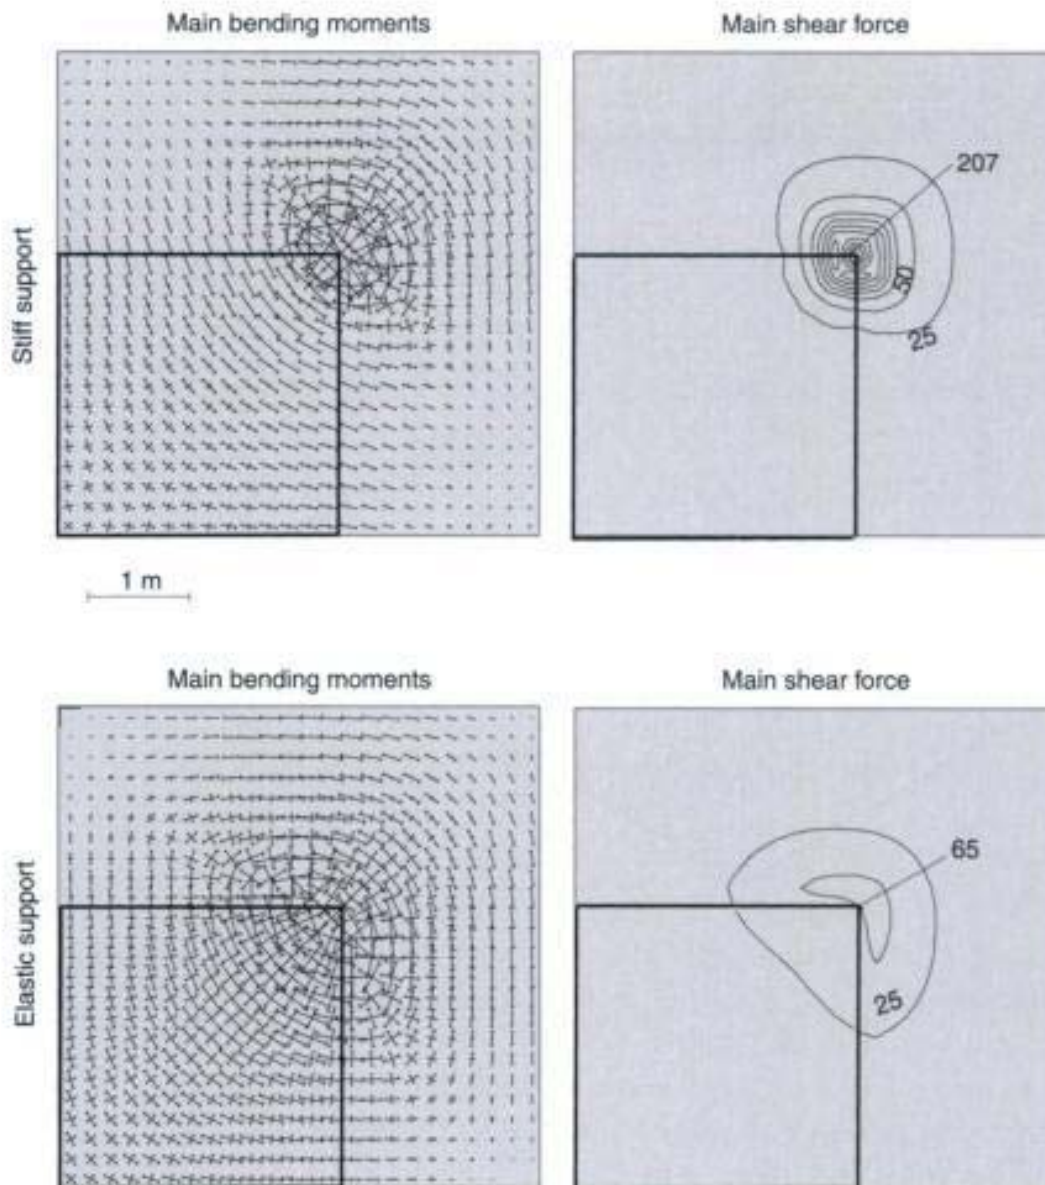 Main bending moments
Main shear force
Stiff support
207
50
25
1 m
Main bending moments
Main shear force
Elastic support
65
25